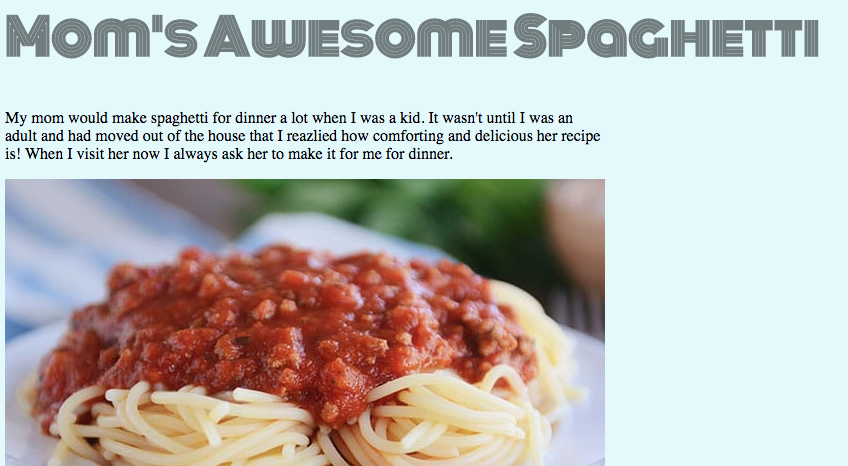 Mom's Awesome Spaghetti
My mom would make spaghetti for dinner a lot when I was a kid. It wasn't until I was an
adult and had moved out of the house that I reazlied how comforting and delicious her recipe
is! When I visit her now I always ask her to make it for me for dinner.